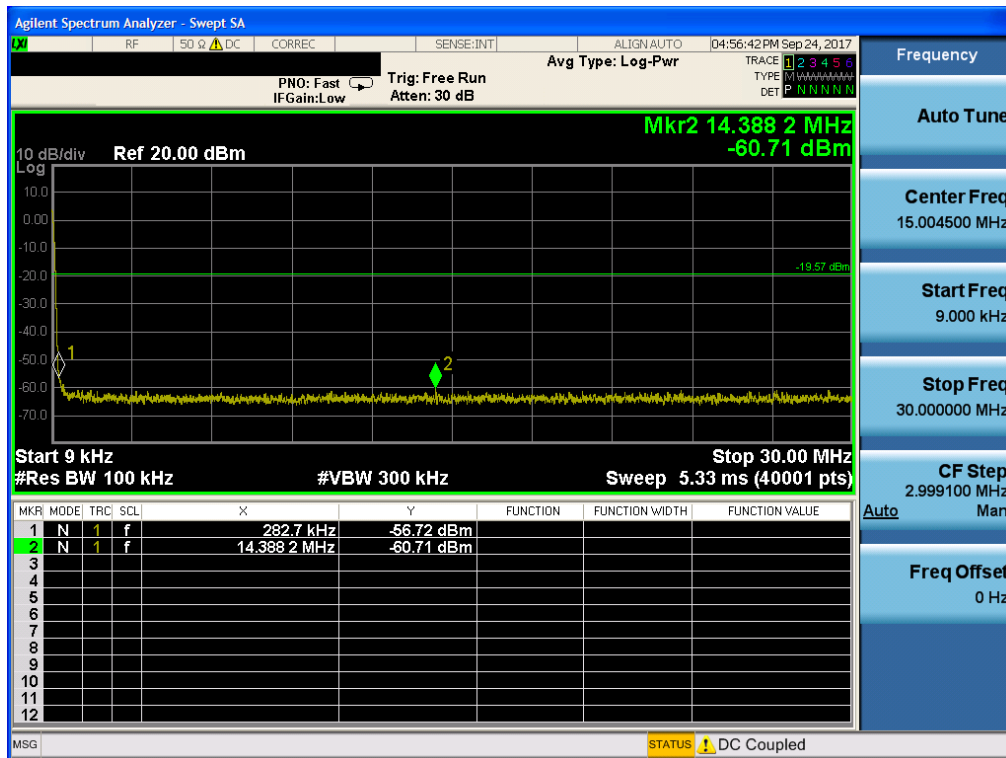 Agilent Spectrum Analyzer - Swept SA
LXI RF 50 Ω DC CORREC SENSE:INT ALIGN AUTO 04:56:42 PM Sep 24, 2017
Frequency
PNO: Fast Trig: Free Run Avg Type: Log-Pwr TRACE 1 2 3 4 5 6
IFGain:Low Atten: 30 dB TYPE M WWWWW
DET P N N N N N
Auto Tune
Mkr2 14.388 2 MHz
10 dB/div Ref 20.00 dBm -60.71 dBm
Log
10.0
0.00
-10.0
-19.57 dBm
-20.0
-30.0
-40.0
1
-50.0
2
-60.0
-70.0
Start 9 kHz Stop 30.00 MHz
#Res BW 100 kHz #VBW 300 kHz Sweep 5.33 ms (40001 pts)
MKR MODE TRC SCL X Y FUNCTION FUNCTION WIDTH FUNCTION VALUE
1 N 1 f 282.7 kHz -56.72 dBm
2 N 1 f 14.388 2 MHz -60.71 dBm
3
4
5
6
7
8
9
10
11
12
Center Freq
15.004500 MHz
Start Freq
9.000 kHz
Stop Freq
30.000000 MHz
CF Step
2.999100 MHz
Auto Man
Freq Offset
0 Hz
MSG STATUS DC Coupled